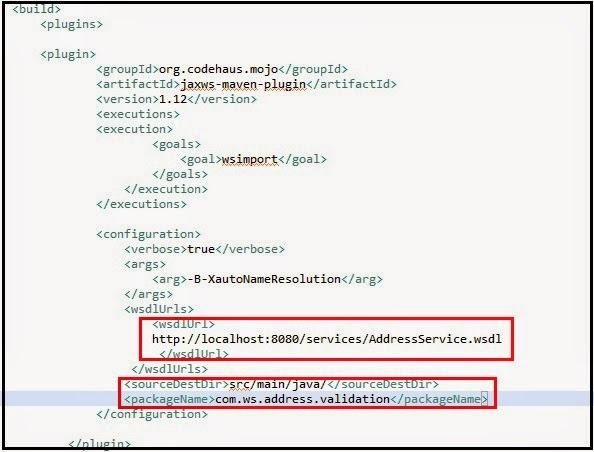 <build>
<plugins>
<plugin>
<groupId>org.codehaus.mojo</groupId>
<artifactId>jaxws-maven-plugin</artifactId>
<version>1.12</version>
<executions>
<execution>
<goals>
<goal>wsimport</goal>
</goals>
</execution>
</executions>
<configuration>
<verbose>true</verbose>
<args>
<arg>-B-XautoNameResolution</arg>
</args>
<wsdlUrls>
<wsdlUrl>
http://localhost:8080/services/AddressService.wsdl
</wsdlUrl>
</wsdlUrls>
<sourceDestDir>src/main/java/</sourceDestDir>
<packageName>com.ws.address.validation</packageName>
</configuration>
</plugin>